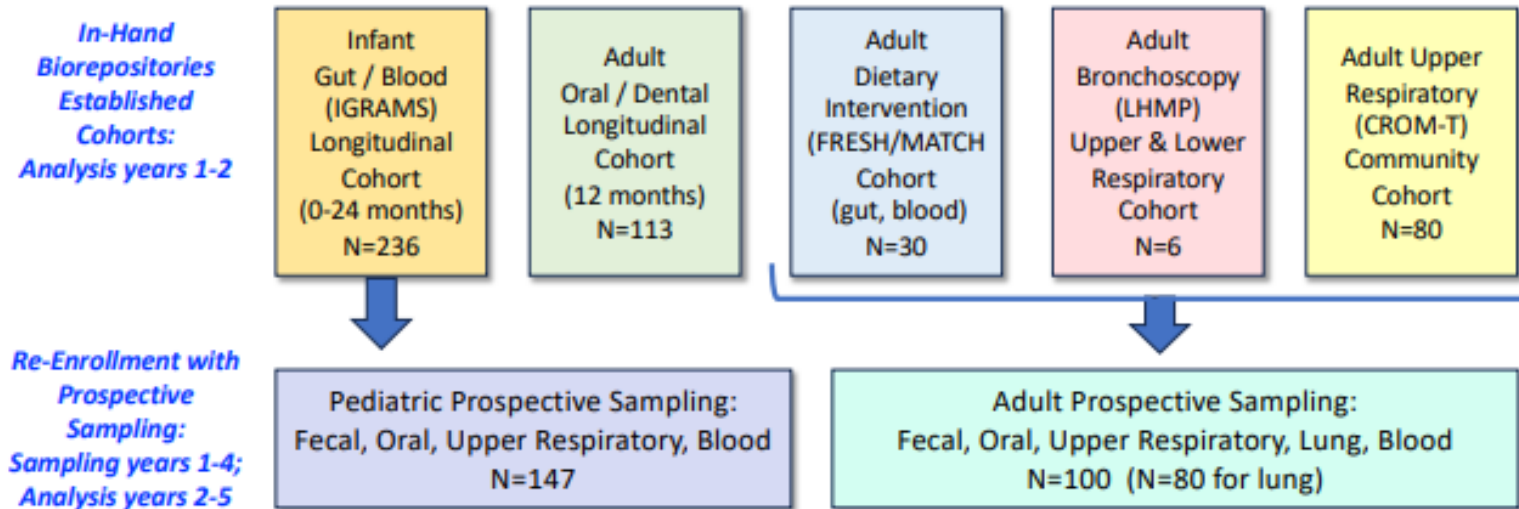 In-Hand
Biorepositories
Established
Cohorts:
Analysis years 1-2
Infant
Gut / Blood
(IGRAMS)
Longitudinal
Cohort
(0-24 months)
N=236
Adult
Oral / Dental
Longitudinal
Cohort
(12 months)
N=113
Adult
Dietary
Intervention
(FRESH/MATCH
Cohort
(gut, blood)
N=30
Adult
Bronchoscopy
(LHMP)
Upper & Lower
Respiratory
Cohort
N=6
Adult Upper
Respiratory
(CROM-T)
Community
Cohort
N=80
Re-Enrollment with
Prospective
Sampling:
Sampling years 1-4;
Analysis years 2-5
Pediatric Prospective Sampling:
Fecal, Oral, Upper Respiratory, Blood
N=147
Adult Prospective Sampling:
Fecal, Oral, Upper Respiratory, Lung, Blood
N=100 (N=80 for lung)